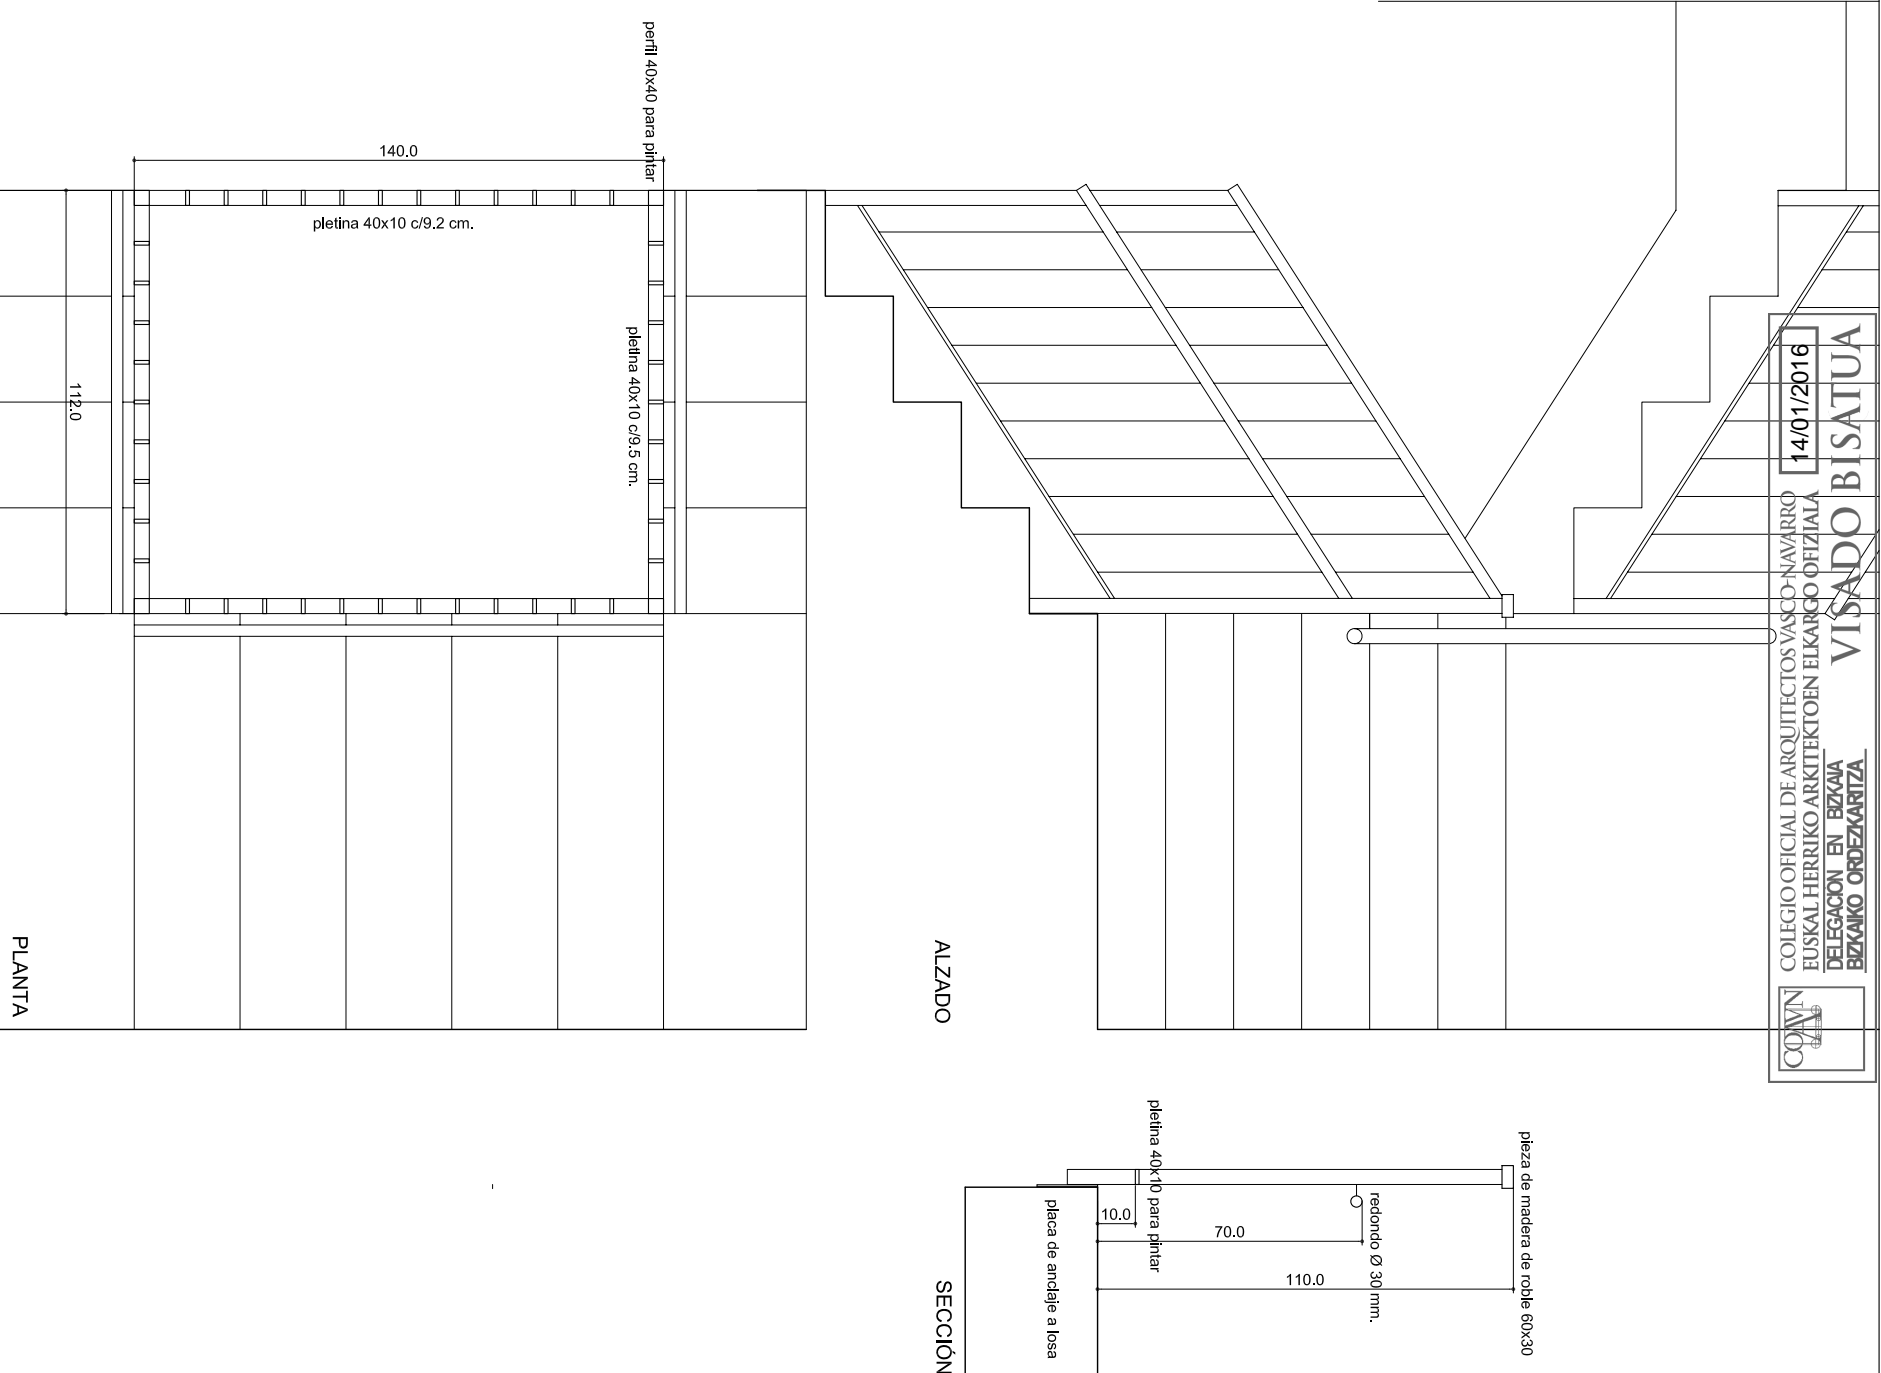 perfil 40x40 para pintar
140.0
pletina 40x10 c/9.2 cm.
pletina 40x10 c/9.5 cm.
112.0
PLANTA
ALZADO
14/01/2016
VISADO BISATUA
COLEGIO OFICIAL DE ARQUITECTOS VASCO-NAVARRO
EUSKAL HERRIKO ARKITEKTOEN ELKARGO OFIZIALA
DELEGACION EN BIZKAIA
BIZKAIKO ORDEZKARITZA
COAVN
pieza de madera de roble 60x30
redondo Ø 30 mm.
pletina 40x10 para pintar
placa de anclaje a losa
10.0
70.0
110.0
SECCIÓN